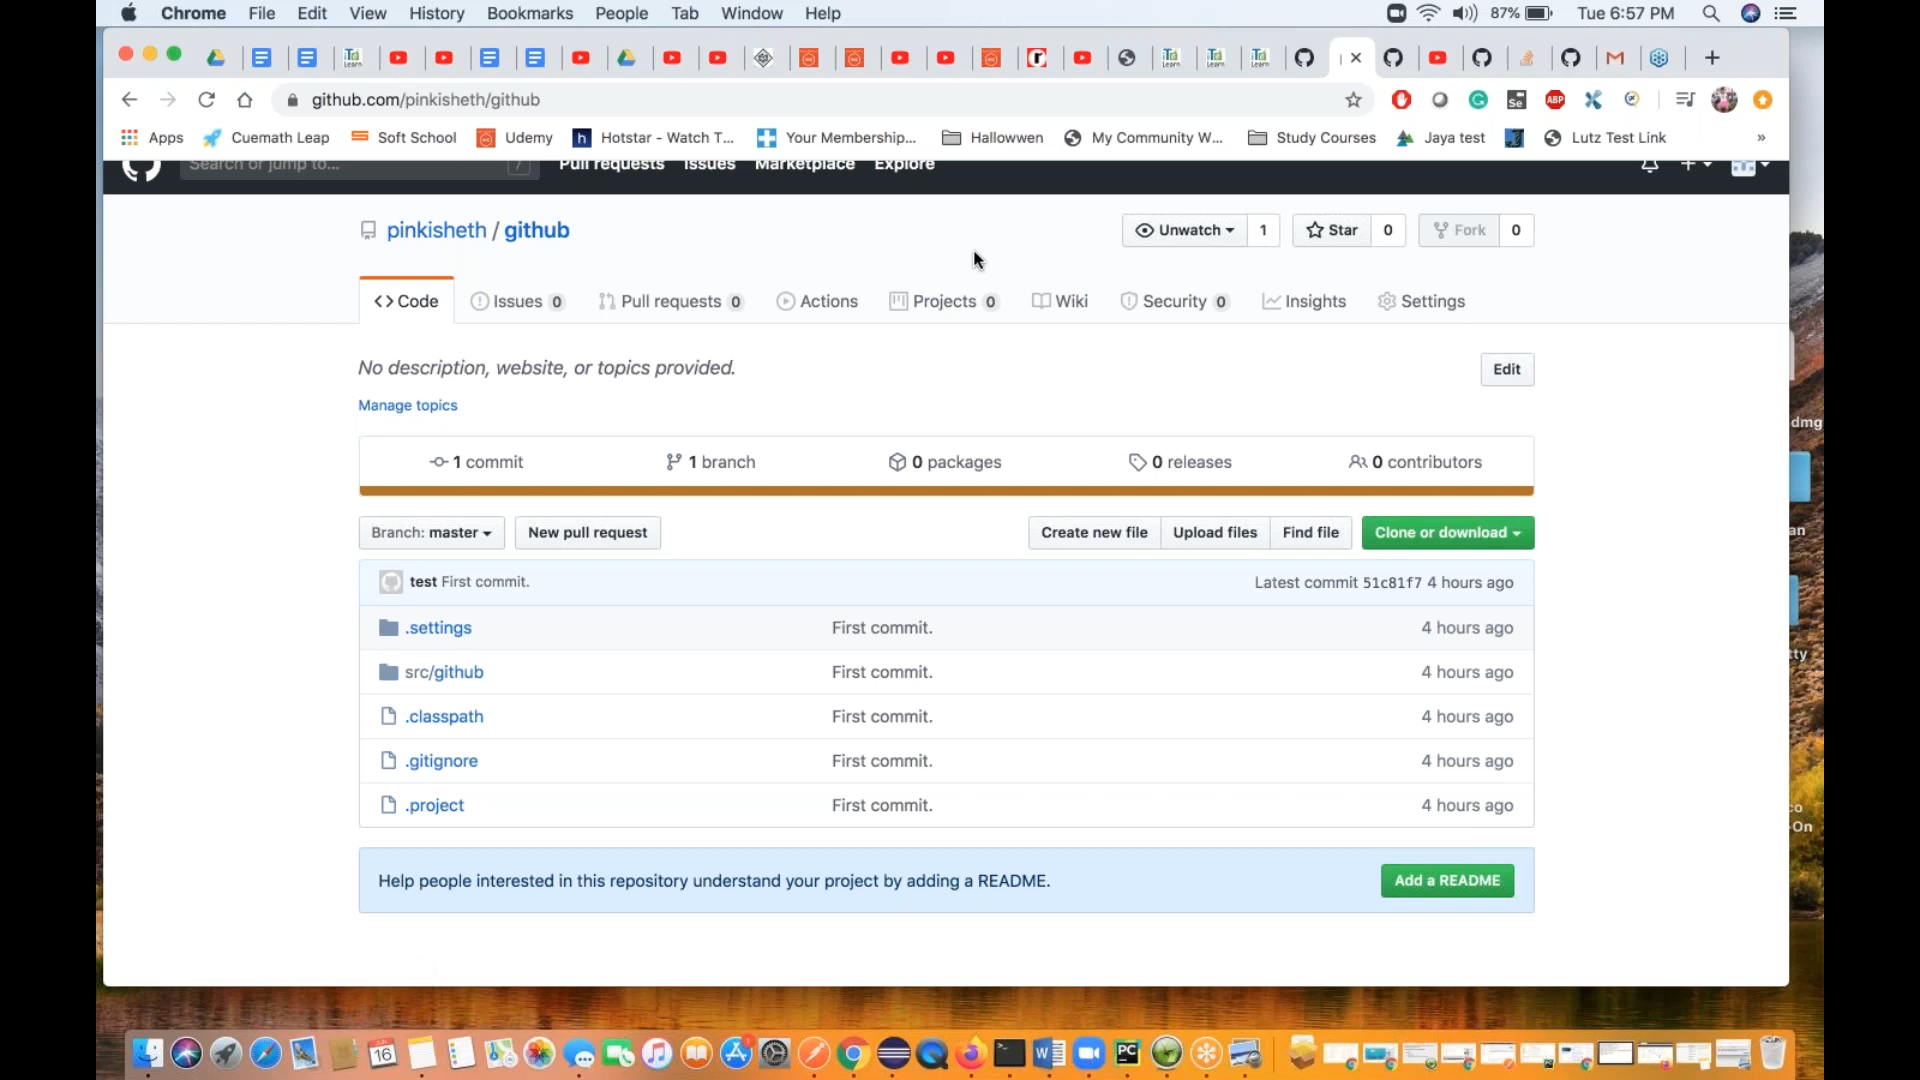 Chrome File Edit View History Bookmarks People Tab Window Help 87% Tue 6:57 PM
github.com/pinkisheth/github
Apps Cuemath Leap Soft School Udemy Hotstar - Watch T... Your Membership... Hallowwen My Community W... Study Courses Jaya test Lutz Test Link »
Search or jump to... / Pull requests Issues Marketplace Explore
pinkisheth / github Unwatch 1 Star 0 Fork 0
Code Issues 0 Pull requests 0 Actions Projects 0 Wiki Security 0 Insights Settings
No description, website, or topics provided. Edit
Manage topics
1 commit 1 branch 0 packages 0 releases 0 contributors
Branch: master New pull request Create new file Upload files Find file Clone or download
test First commit. Latest commit 51c81f7 4 hours ago
.settings First commit. 4 hours ago
src/github First commit. 4 hours ago
.classpath First commit. 4 hours ago
.gitignore First commit. 4 hours ago
.project First commit. 4 hours ago
Help people interested in this repository understand your project by adding a README. Add a README
dmg
On
16
PC